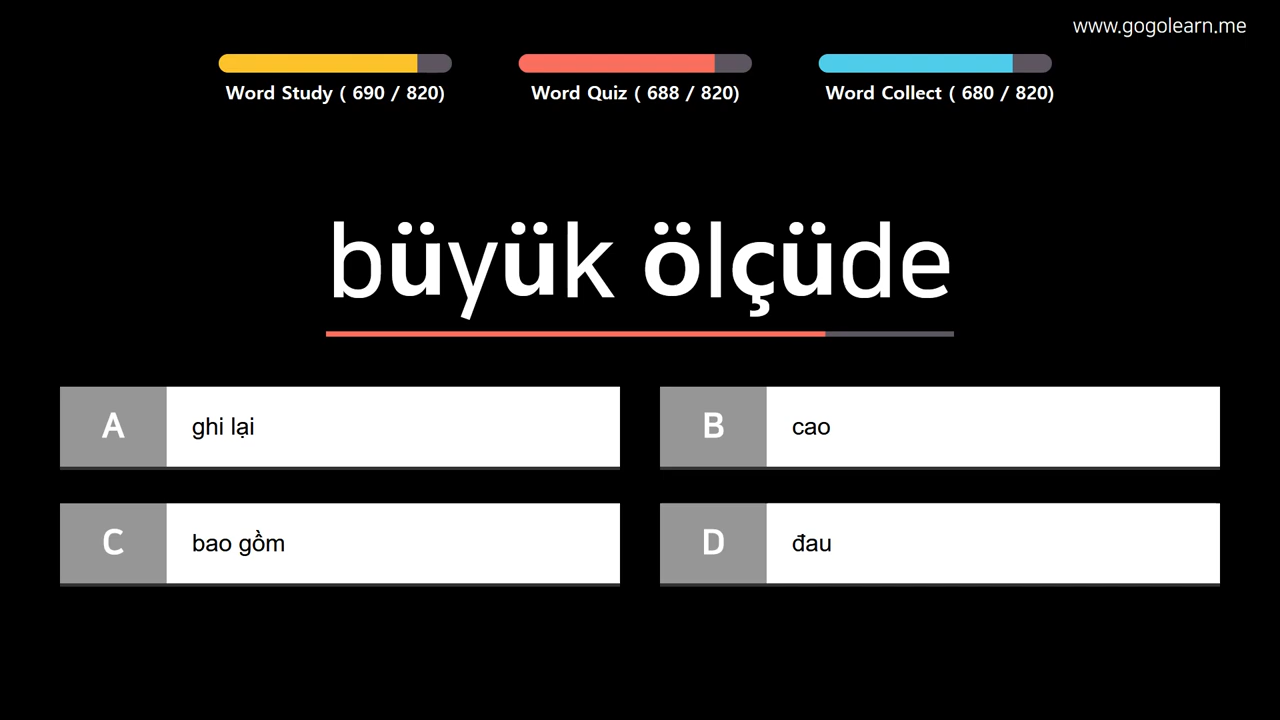 www.gogolearn.me
Word Study ( 690 / 820)
Word Quiz ( 688 / 820)
Word Collect ( 680 / 820)
büyük ölçüde
A
ghi lại
B
cao
C
bao gồm
D
đau